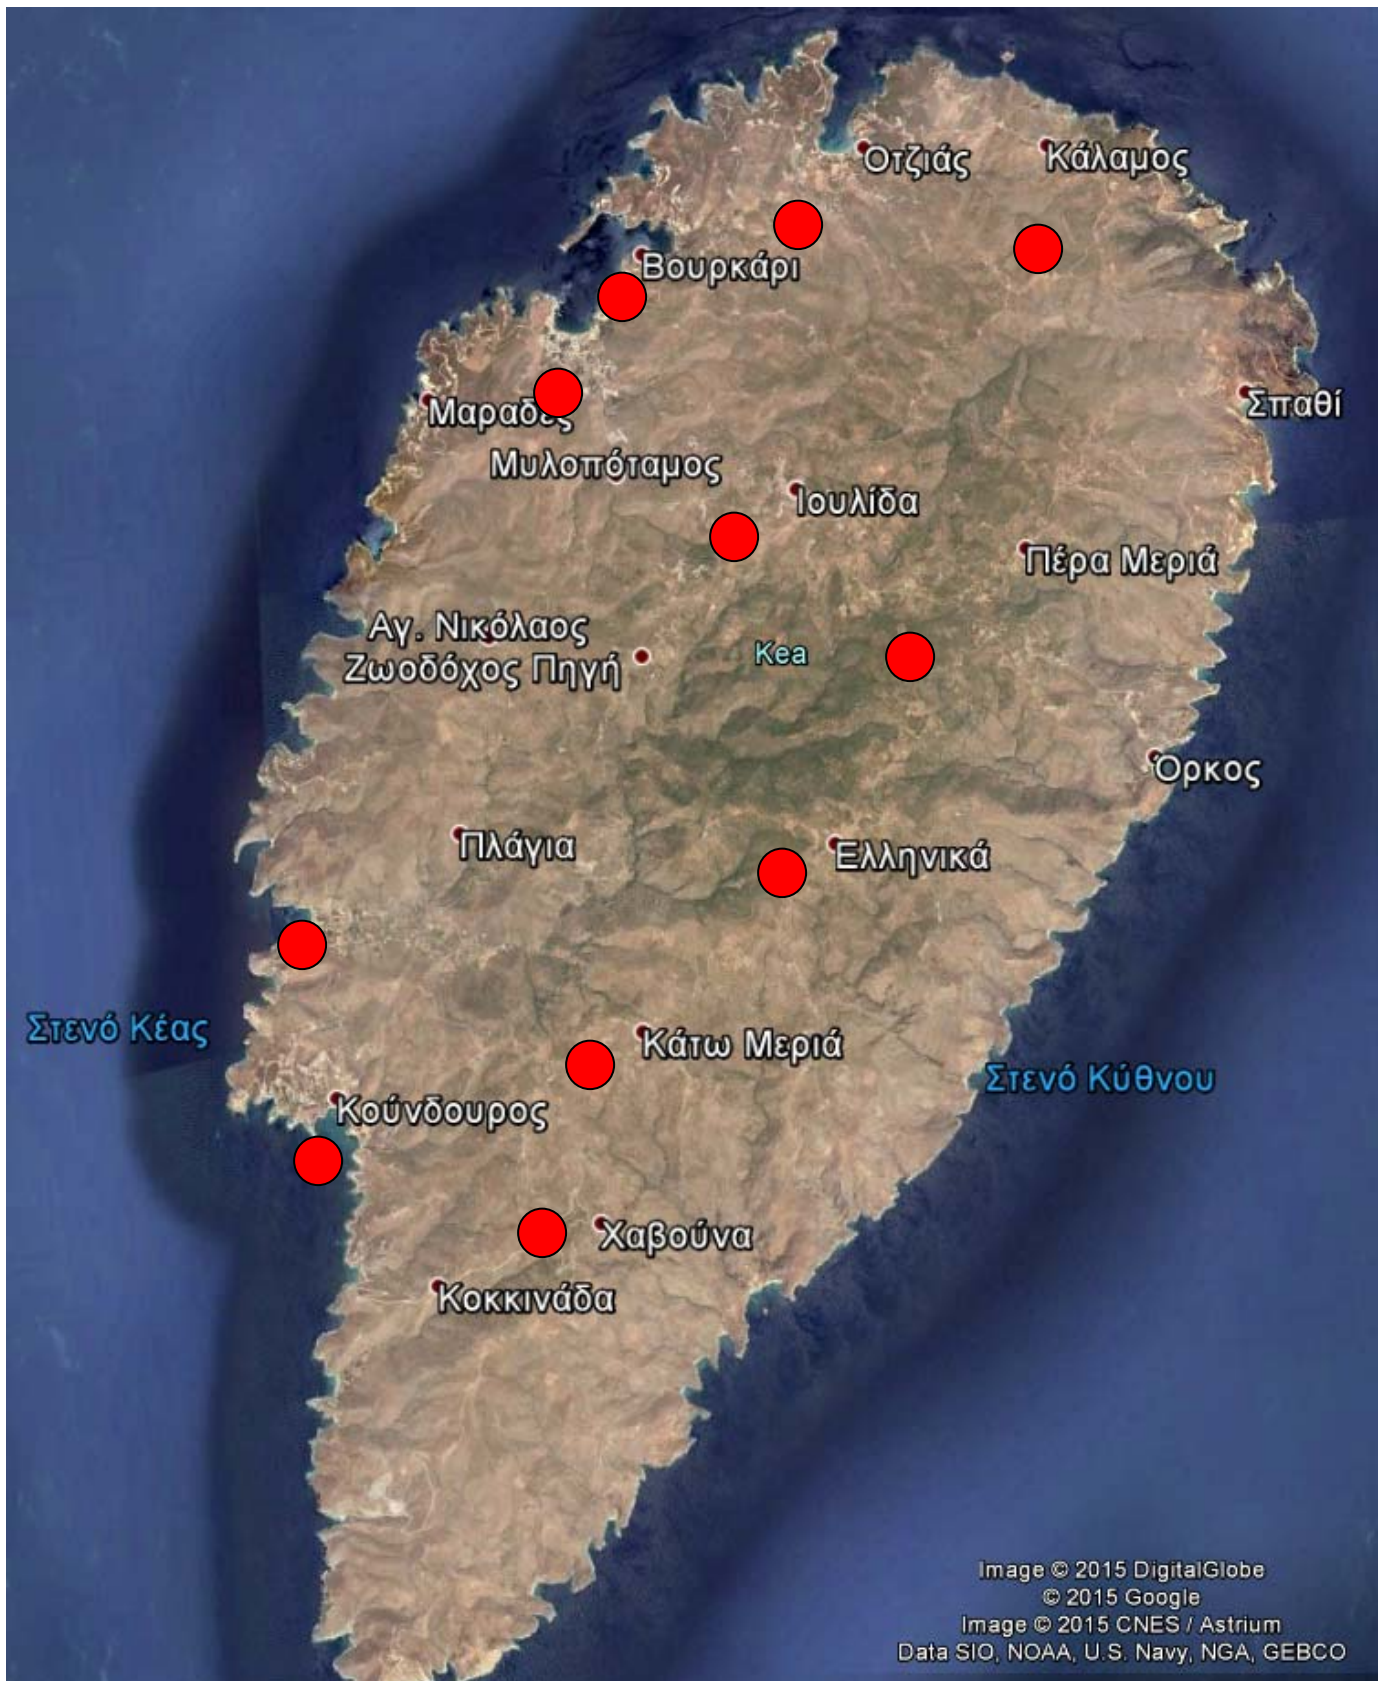 Οτζιάς
Κάλαμος
Βουρκάρι
Σπαθί
Μαραδές
Μυλοπόταμος
Ιουλίδα
Πέρα Μεριά
Αγ. Νικόλαος
Kea
Ζωοδόχος Πηγή
Όρκος
Πλάγια
Ελληνικά
Στενό Κέας
Κάτω Μεριά
Στενό Κύθνου
Κούνδουρος
Χαβούνα
Κοκκινάδα
Image © 2015 DigitalGlobe
© 2015 Google
Image © 2015 CNES / Astrium
Data SIO, NOAA, U.S. Navy, NGA, GEBCO